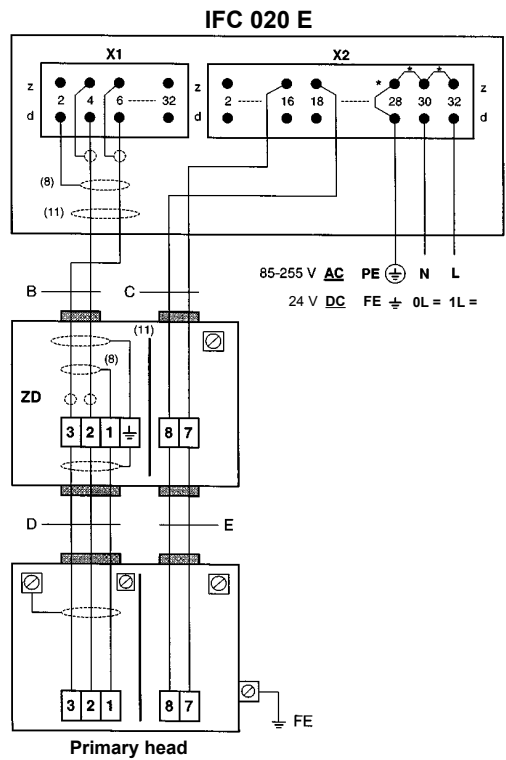 IFC 020 E
X1 X2
z z z
2 4 6 32 2 16 18 * 28 * 30 * 32
d d d
(8)
(11)
85-255 V AC PE N L
24 V DC FE 0L = 1L =
B C
(11)
(8)
ZD
3 2 1 8 7
D E
3 2 1 8 7
FE
Primary head